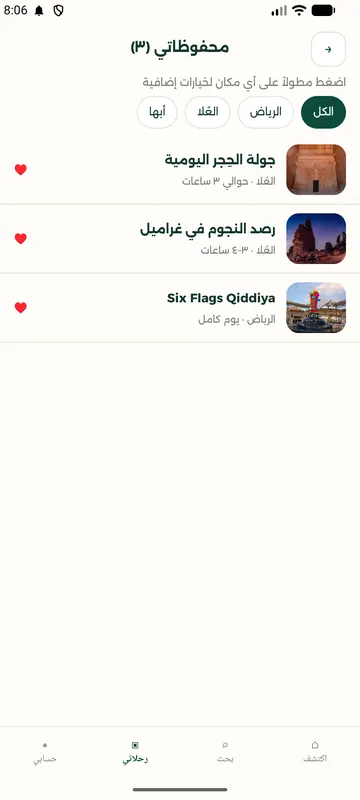 8:06
محفوظاتي (٣)
اضغط مطولاً على أي مكان لخيارات إضافية
الكل
الرياض
العُلا
أبها
جولة الحِجر اليومية
العُلا · حوالي ٣ ساعات
رصد النجوم في غراميل
العُلا · ٣–٤ ساعات
Six Flags Qiddiya
الرياض · يوم كامل
اكتشف
بحث
رحلاتي
حسابي